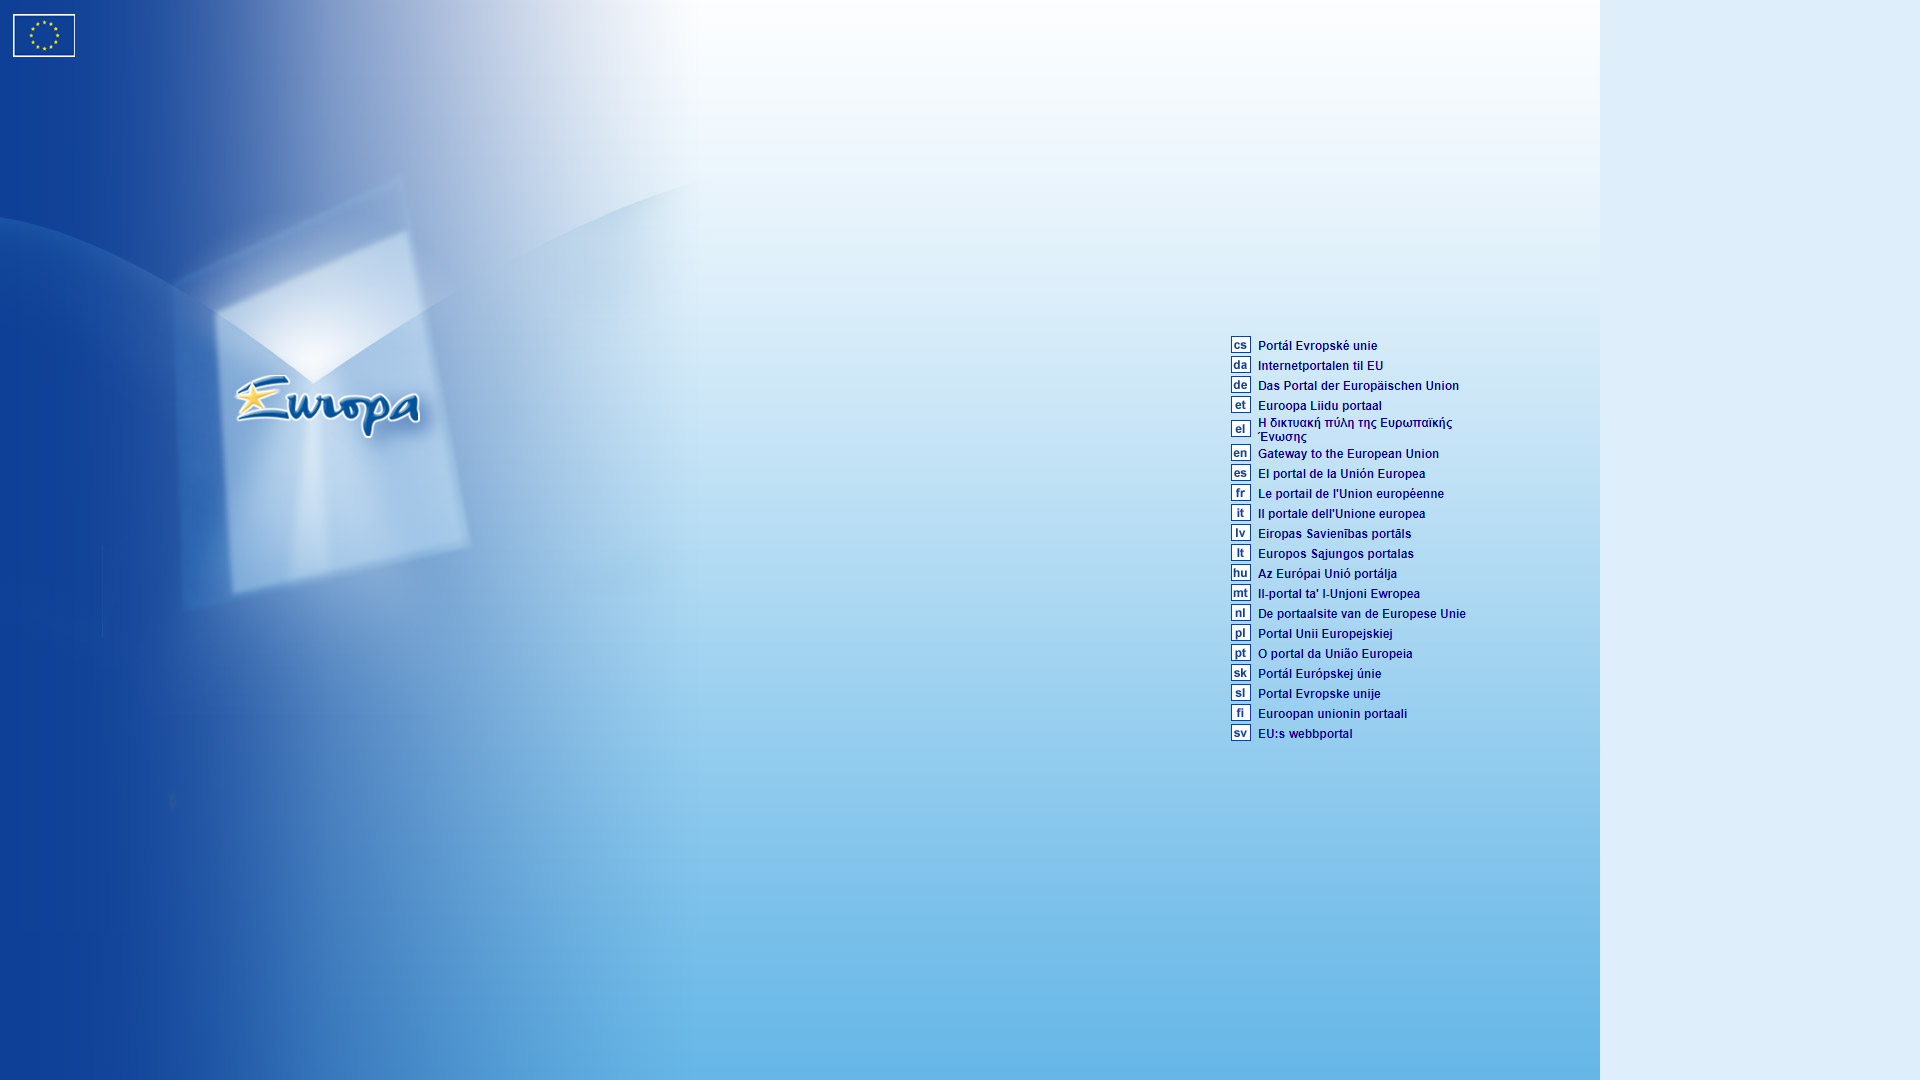 Europa
cs Portál Evropské unie
da Internetportalen til EU
de Das Portal der Europäischen Union
et Euroopa Liidu portaal
el Η δικτυακή πύλη της Ευρωπαϊκής
Ένωσης
en Gateway to the European Union
es El portal de la Unión Europea
fr Le portail de l'Union européenne
it Il portale dell'Unione europea
lv Eiropas Savienības portāls
lt Europos Sąjungos portalas
hu Az Európai Unió portálja
mt Il-portal ta' l-Unjoni Ewropea
nl De portaalsite van de Europese Unie
pl Portal Unii Europejskiej
pt O portal da União Europeia
sk Portál Európskej únie
sl Portal Evropske unije
fi Euroopan unionin portaali
sv EU:s webbportal